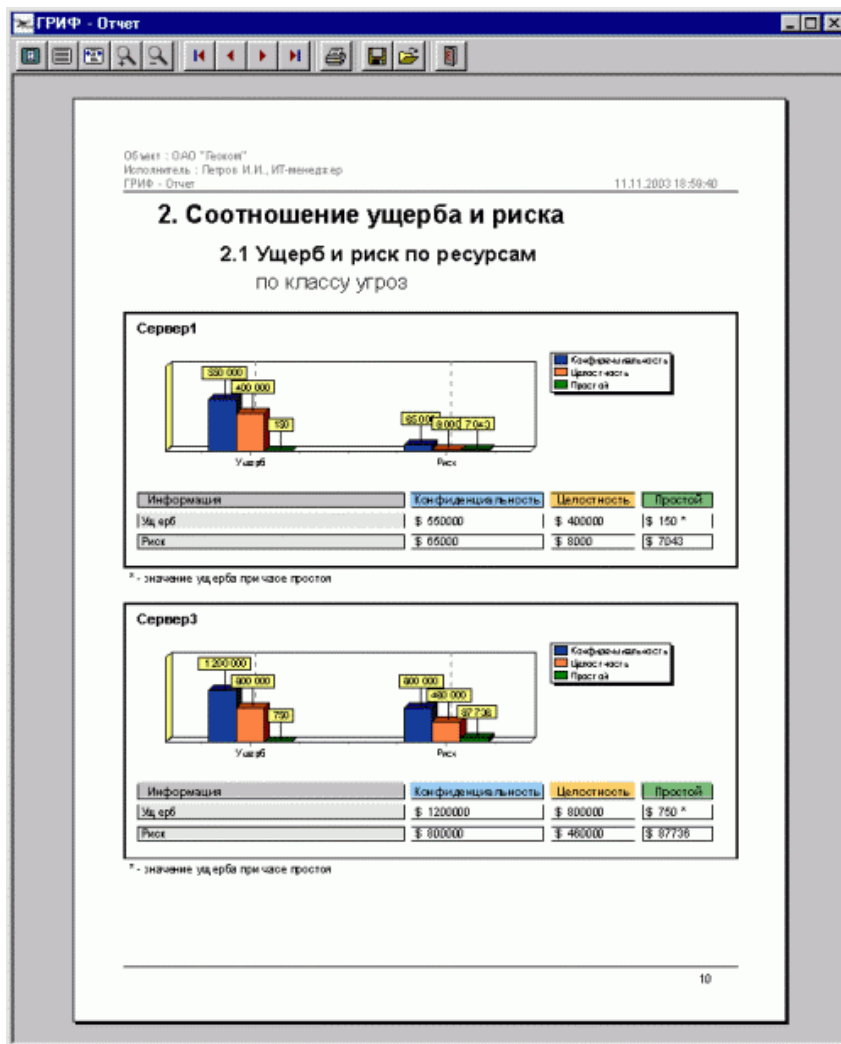 ГРИФ - Отчет
Объект : ОАО "Геоком"
Исполнитель : Петров И.И., ИТ-менеджер
ГРИФ - Отчет 11.11.2003 18:59:40
2. Соотношение ущерба и риска
2.1 Ущерб и риск по ресурсам
по классу угроз
Сервер1
Конфиденциальность
Целостность
Простой
550 000
400 000
150
65 000
8 000
7 043
Ущерб Риск
Информация Конфиденциальность Целостность Простой
Ущерб $ 550000 $ 400000 $ 150 *
Риск $ 65000 $ 8000 $ 7043
* - значение ущерба при часе простоя
Сервер3
Конфиденциальность
Целостность
Простой
1 200 000
800 000
750
800 000
460 000
87 736
Ущерб Риск
Информация Конфиденциальность Целостность Простой
Ущерб $ 1200000 $ 800000 $ 750 *
Риск $ 800000 $ 460000 $ 87736
* - значение ущерба при часе простоя
10